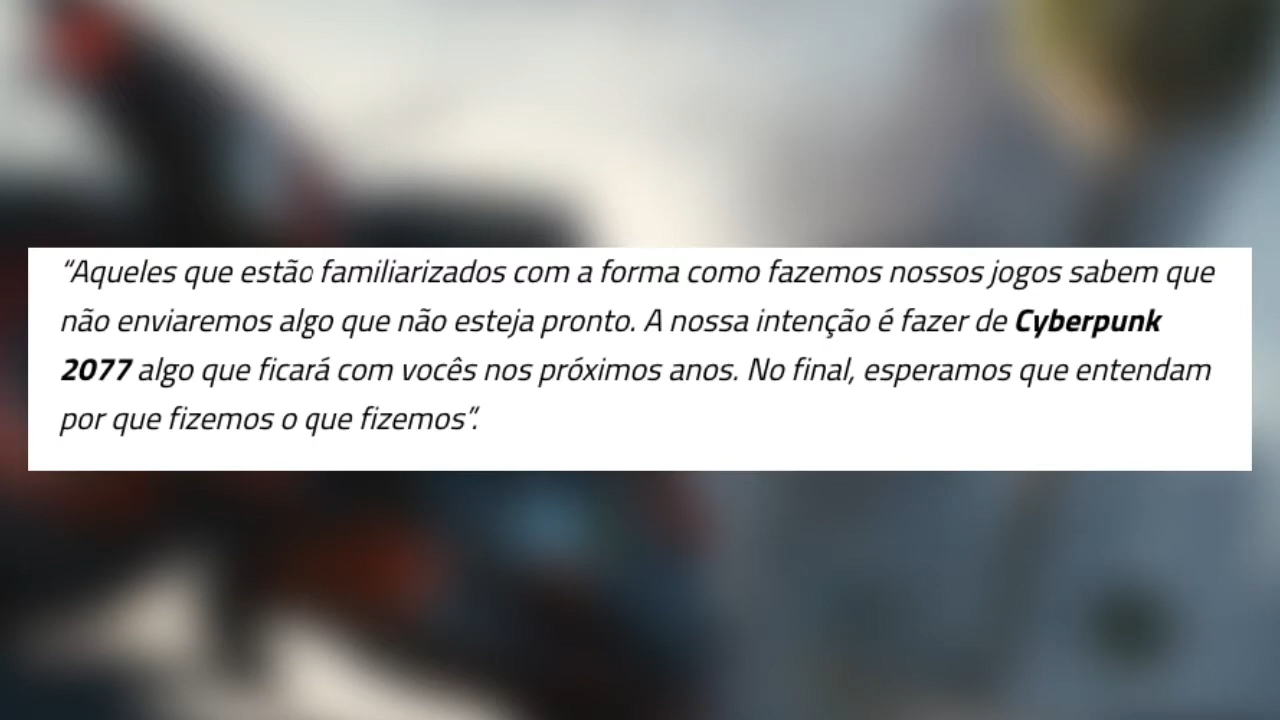 “Aqueles que estão familiarizados com a forma como fazemos nossos jogos sabem que
não enviaremos algo que não esteja pronto. A nossa intenção é fazer de Cyberpunk
2077 algo que ficará com vocês nos próximos anos. No final, esperamos que entendam
por que fizemos o que fizemos”.